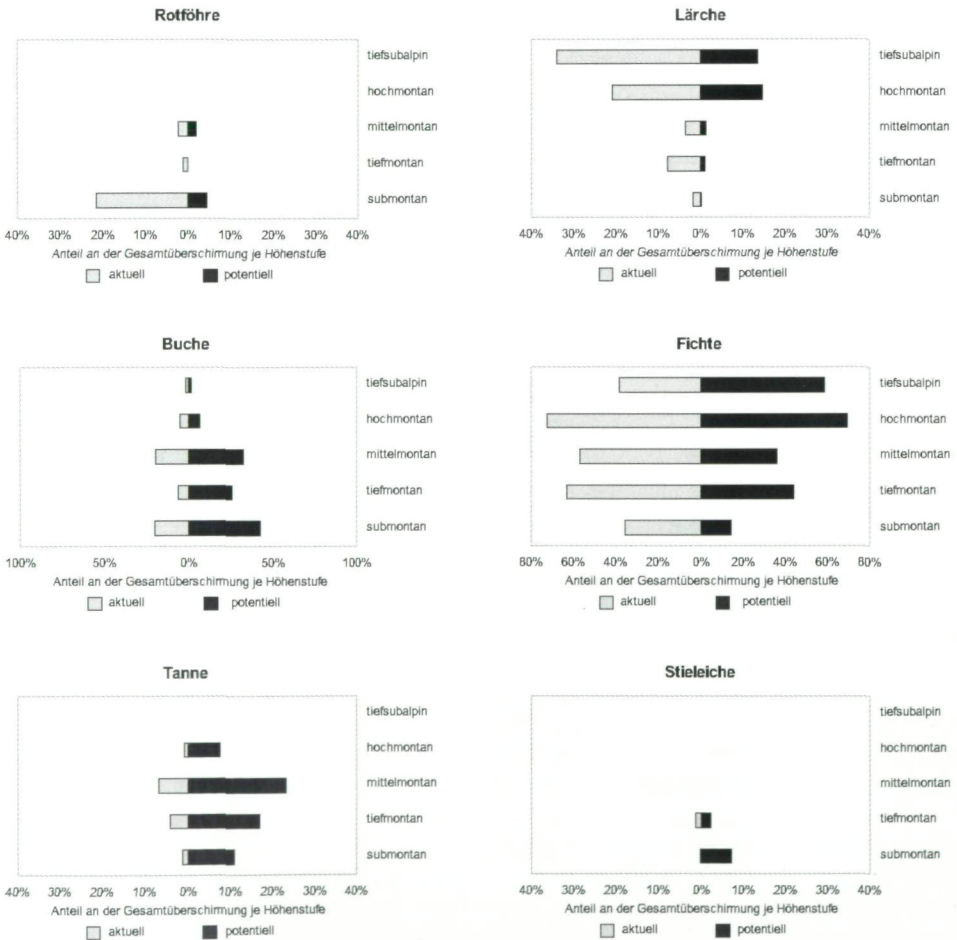 Rotföhre
tiefsubalpin
hochmontan
mittelmontan
tiefmontan
submontan
40% 30% 20% 10% 0% 10% 20% 30% 40%
Anteil an der Gesamtüberschirmung je Höhenstufe
aktuell potentiell
Lärche
tiefsubalpin
hochmontan
mittelmontan
tiefmontan
submontan
40% 30% 20% 10% 0% 10% 20% 30% 40%
Anteil an der Gesamtüberschirmung je Höhenstufe
aktuell potentiell
Buche
tiefsubalpin
hochmontan
mittelmontan
tiefmontan
submontan
100% 50% 0% 50% 100%
Anteil an der Gesamtüberschirmung je Höhenstufe
aktuell potentiell
Fichte
tiefsubalpin
hochmontan
mittelmontan
tiefmontan
submontan
80% 60% 40% 20% 0% 20% 40% 60% 80%
Anteil an der Gesamtüberschirmung je Höhenstufe
aktuell potentiell
Tanne
tiefsubalpin
hochmontan
mittelmontan
tiefmontan
submontan
40% 30% 20% 10% 0% 10% 20% 30% 40%
Anteil an der Gesamtüberschirmung je Höhenstufe
aktuell potentiell
Stieleiche
tiefsubalpin
hochmontan
mittelmontan
tiefmontan
submontan
40% 30% 20% 10% 0% 10% 20% 30% 40%
Anteil an der Gesamtüberschirmung je Höhenstufe
aktuell potentiell